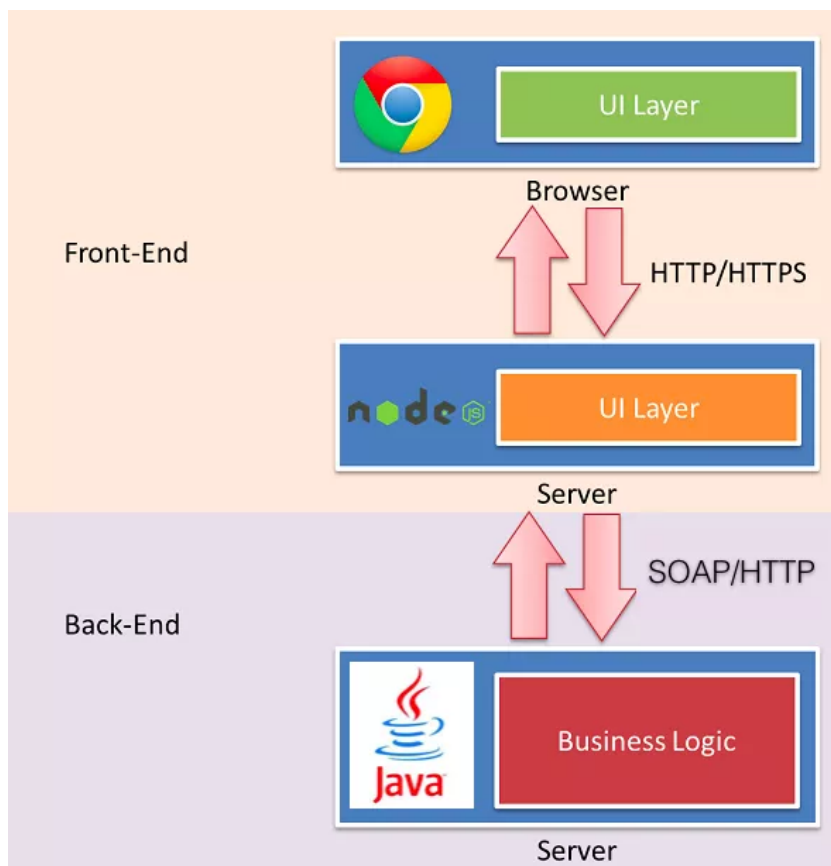 UI Layer
Browser
Front-End
HTTP/HTTPS
node JS
UI Layer
Server
SOAP/HTTP
Back-End
Java
Business Logic
Server